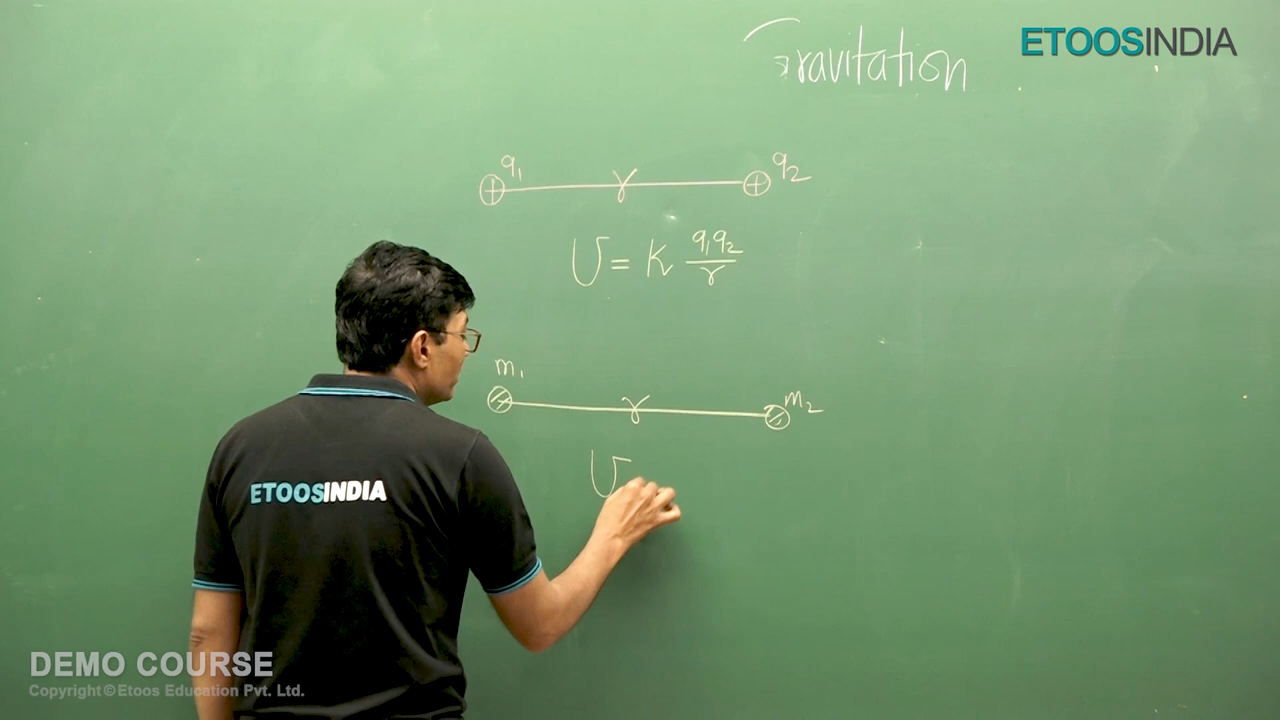 ETOOSINDIA
Gravitation
q₁ r q₂
U = K q₁q₂/r
m₁ r m₂
U
ETOOSINDIA
DEMO COURSE
Copyright © Etoos Education Pvt. Ltd.